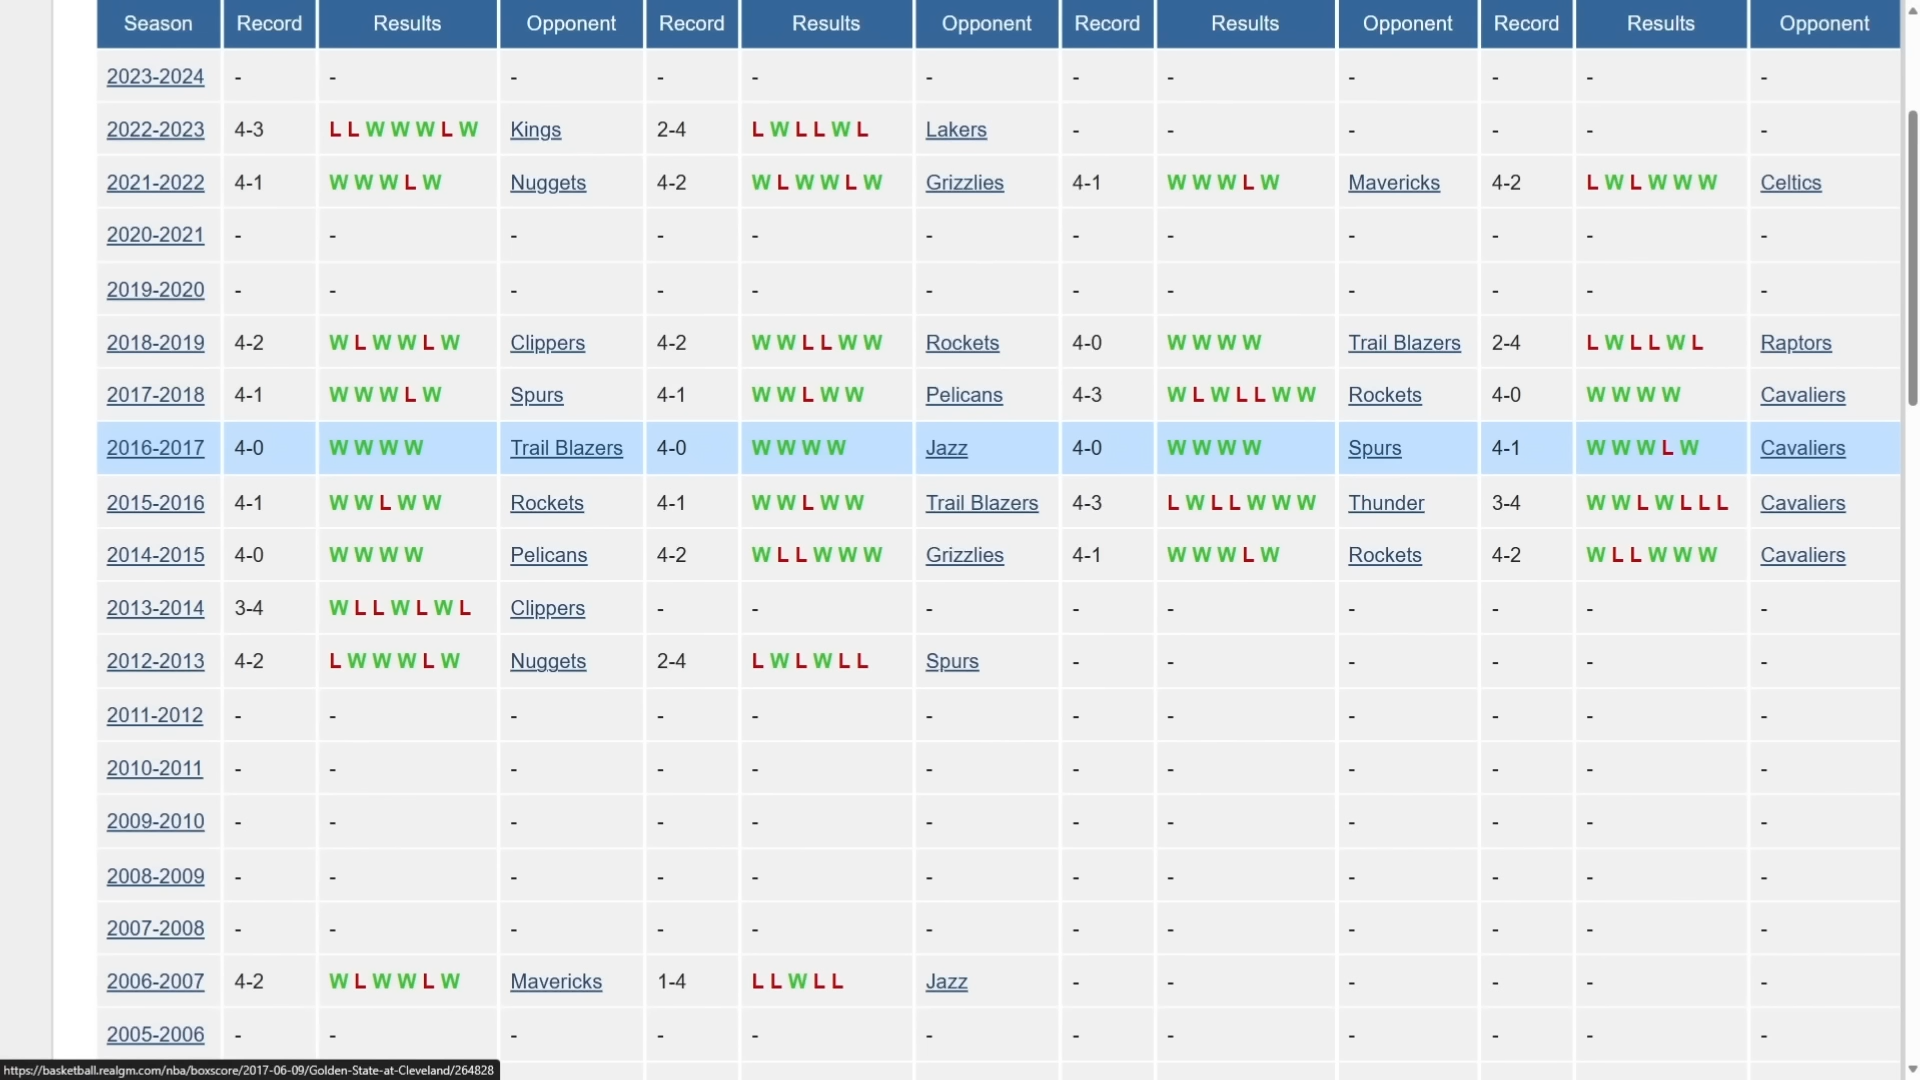 Season Record Results Opponent Record Results Opponent Record Results Opponent Record Results Opponent
2023-2024 - - - - - - - - - - - -
2022-2023 4-3 L L W W W L W Kings 2-4 L W L L W L Lakers - - - - - -
2021-2022 4-1 W W W L W Nuggets 4-2 W L W W L W Grizzlies 4-1 W W W L W Mavericks 4-2 L W L W W W Celtics
2020-2021 - - - - - - - - - - - -
2019-2020 - - - - - - - - - - - -
2018-2019 4-2 W L W W L W Clippers 4-2 W W L L W W Rockets 4-0 W W W W Trail Blazers 2-4 L W L L W L Raptors
2017-2018 4-1 W W W L W Spurs 4-1 W W L W W Pelicans 4-3 W L W L L W W Rockets 4-0 W W W W Cavaliers
2016-2017 4-0 W W W W Trail Blazers 4-0 W W W W Jazz 4-0 W W W W Spurs 4-1 W W W L W Cavaliers
2015-2016 4-1 W W L W W Rockets 4-1 W W L W W Trail Blazers 4-3 L W L L W W W Thunder 3-4 W W L W L L L Cavaliers
2014-2015 4-0 W W W W Pelicans 4-2 W L L W W W Grizzlies 4-1 W W W L W Rockets 4-2 W L L W W W Cavaliers
2013-2014 3-4 W L L W L W L Clippers - - - - - - - - -
2012-2013 4-2 L W W W L W Nuggets 2-4 L W L W L L Spurs - - - - - -
2011-2012 - - - - - - - - - - - -
2010-2011 - - - - - - - - - - - -
2009-2010 - - - - - - - - - - - -
2008-2009 - - - - - - - - - - - -
2007-2008 - - - - - - - - - - - -
2006-2007 4-2 W L W W L W Mavericks 1-4 L L W L L Jazz - - - - - -
2005-2006 - - - - - - - - - - - -
https://basketball.realgm.com/nba/boxscore/2017-06-09/Golden-State-at-Cleveland/264828